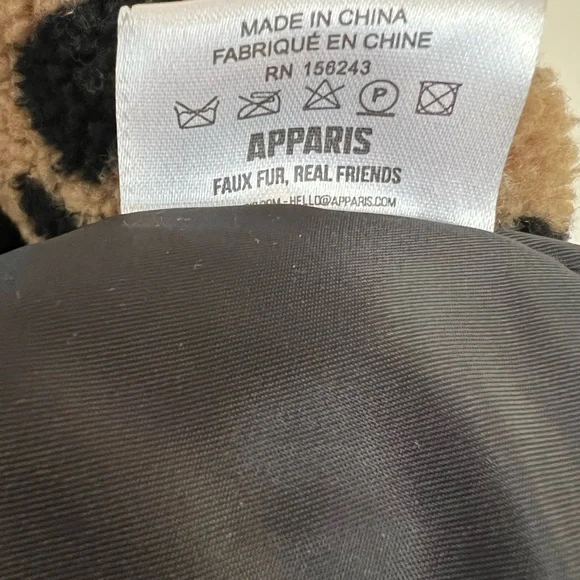 MADE IN CHINA
FABRIQUÉ EN CHINE
RN 156243
P
APPARIS
FAUX FUR, REAL FRIENDS
- HELLO@APPARIS.COM